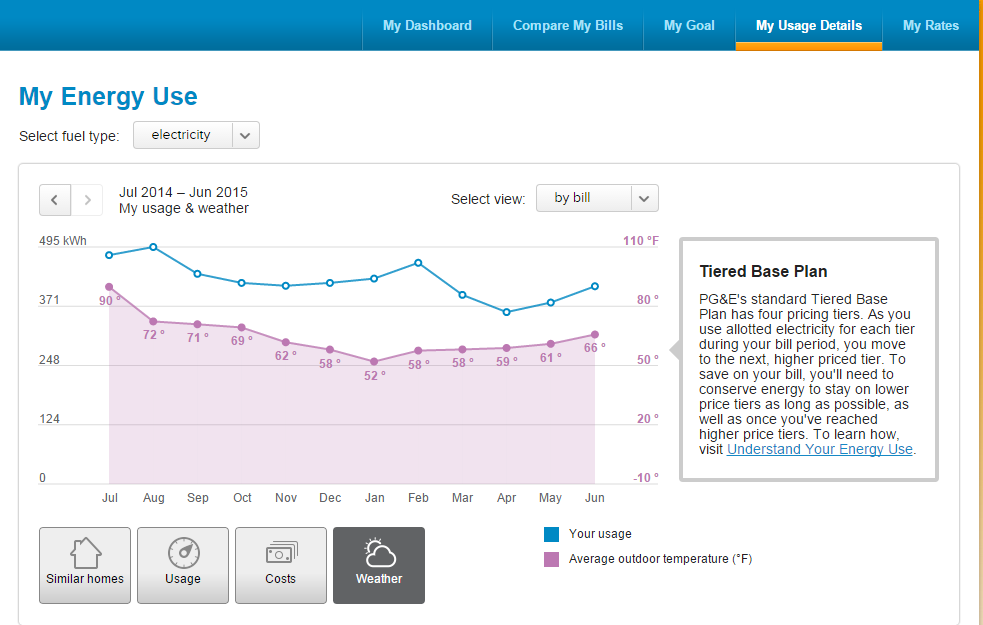 My Dashboard
Compare My Bills
My Goal
My Usage Details
My Rates
My Energy Use
Select fuel type:
electricity
Jul 2014 – Jun 2015
My usage & weather
Select view:
by bill
495 kWh
110 °F
371
80 °
248
50 °
124
20 °
0
-10 °
90 °
72 °
71 °
69 °
62 °
58 °
52 °
58 °
58 °
59 °
61 °
66 °
Jul
Aug
Sep
Oct
Nov
Dec
Jan
Feb
Mar
Apr
May
Jun
Tiered Base Plan
PG&E's standard Tiered Base
Plan has four pricing tiers. As you
use allotted electricity for each tier
during your bill period, you move
to the next, higher priced tier. To
save on your bill, you'll need to
conserve energy to stay on lower
price tiers as long as possible, as
well as once you've reached
higher price tiers. To learn how,
visit Understand Your Energy Use.
Similar homes
Usage
Costs
Weather
Your usage
Average outdoor temperature (°F)